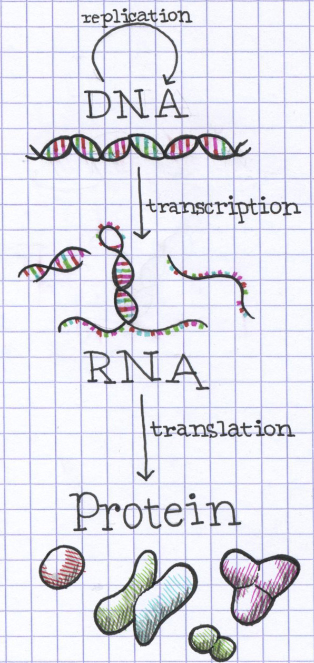 replication
DNA
transcription
RNA
translation
Protein